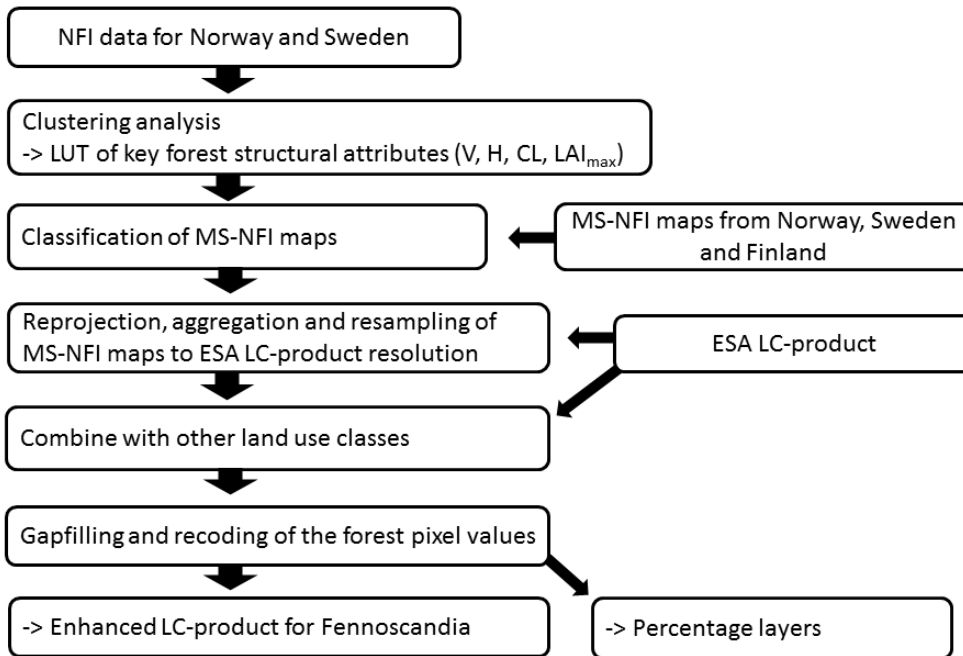 NFI data for Norway and Sweden
Clustering analysis
-> LUT of key forest structural attributes (V, H, CL, LAImax)
Classification of MS-NFI maps
MS-NFI maps from Norway, Sweden
and Finland
Reprojection, aggregation and resampling of
MS-NFI maps to ESA LC-product resolution
ESA LC-product
Combine with other land use classes
Gapfilling and recoding of the forest pixel values
-> Enhanced LC-product for Fennoscandia
-> Percentage layers